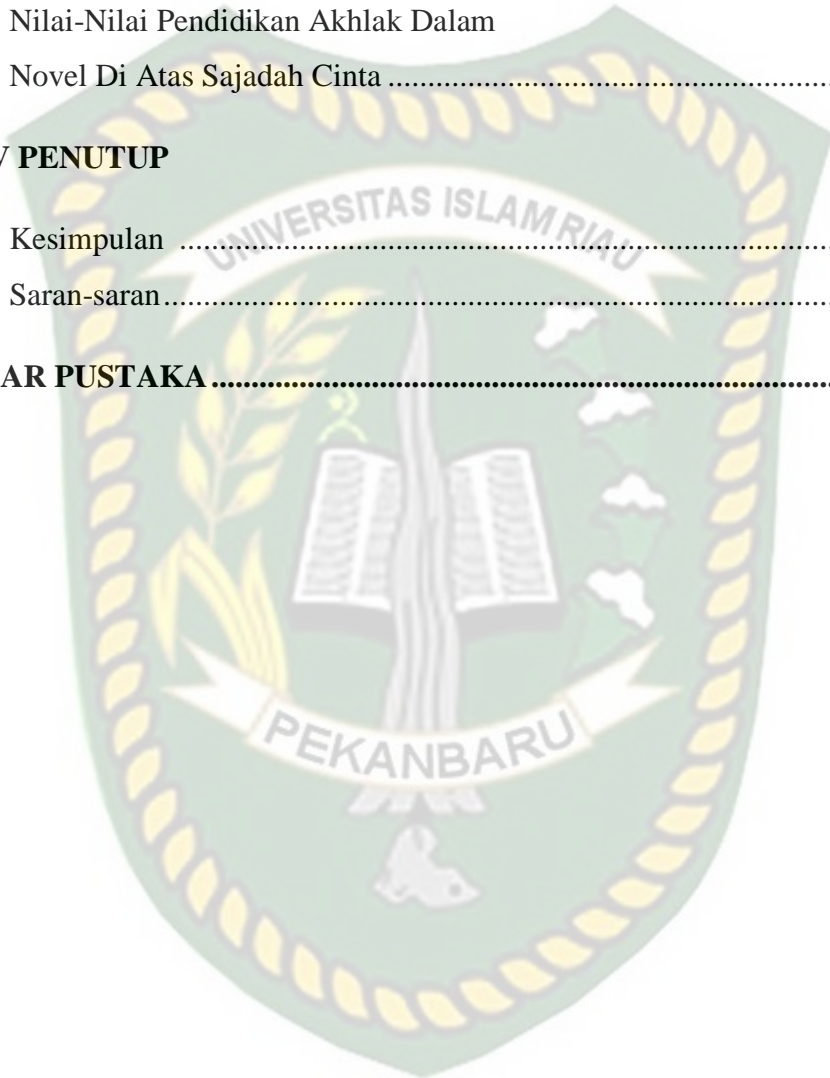 Nilai-Nilai Pendidikan Akhlak Dalam
Novel Di Atas Sajadah Cinta ........................................................
V PENUTUP
UNIVERSITAS ISLAM RIAU
Kesimpulan ...................................................................................
Saran-saran.....................................................................................
AR PUSTAKA..............................................................................
PEKANBARU